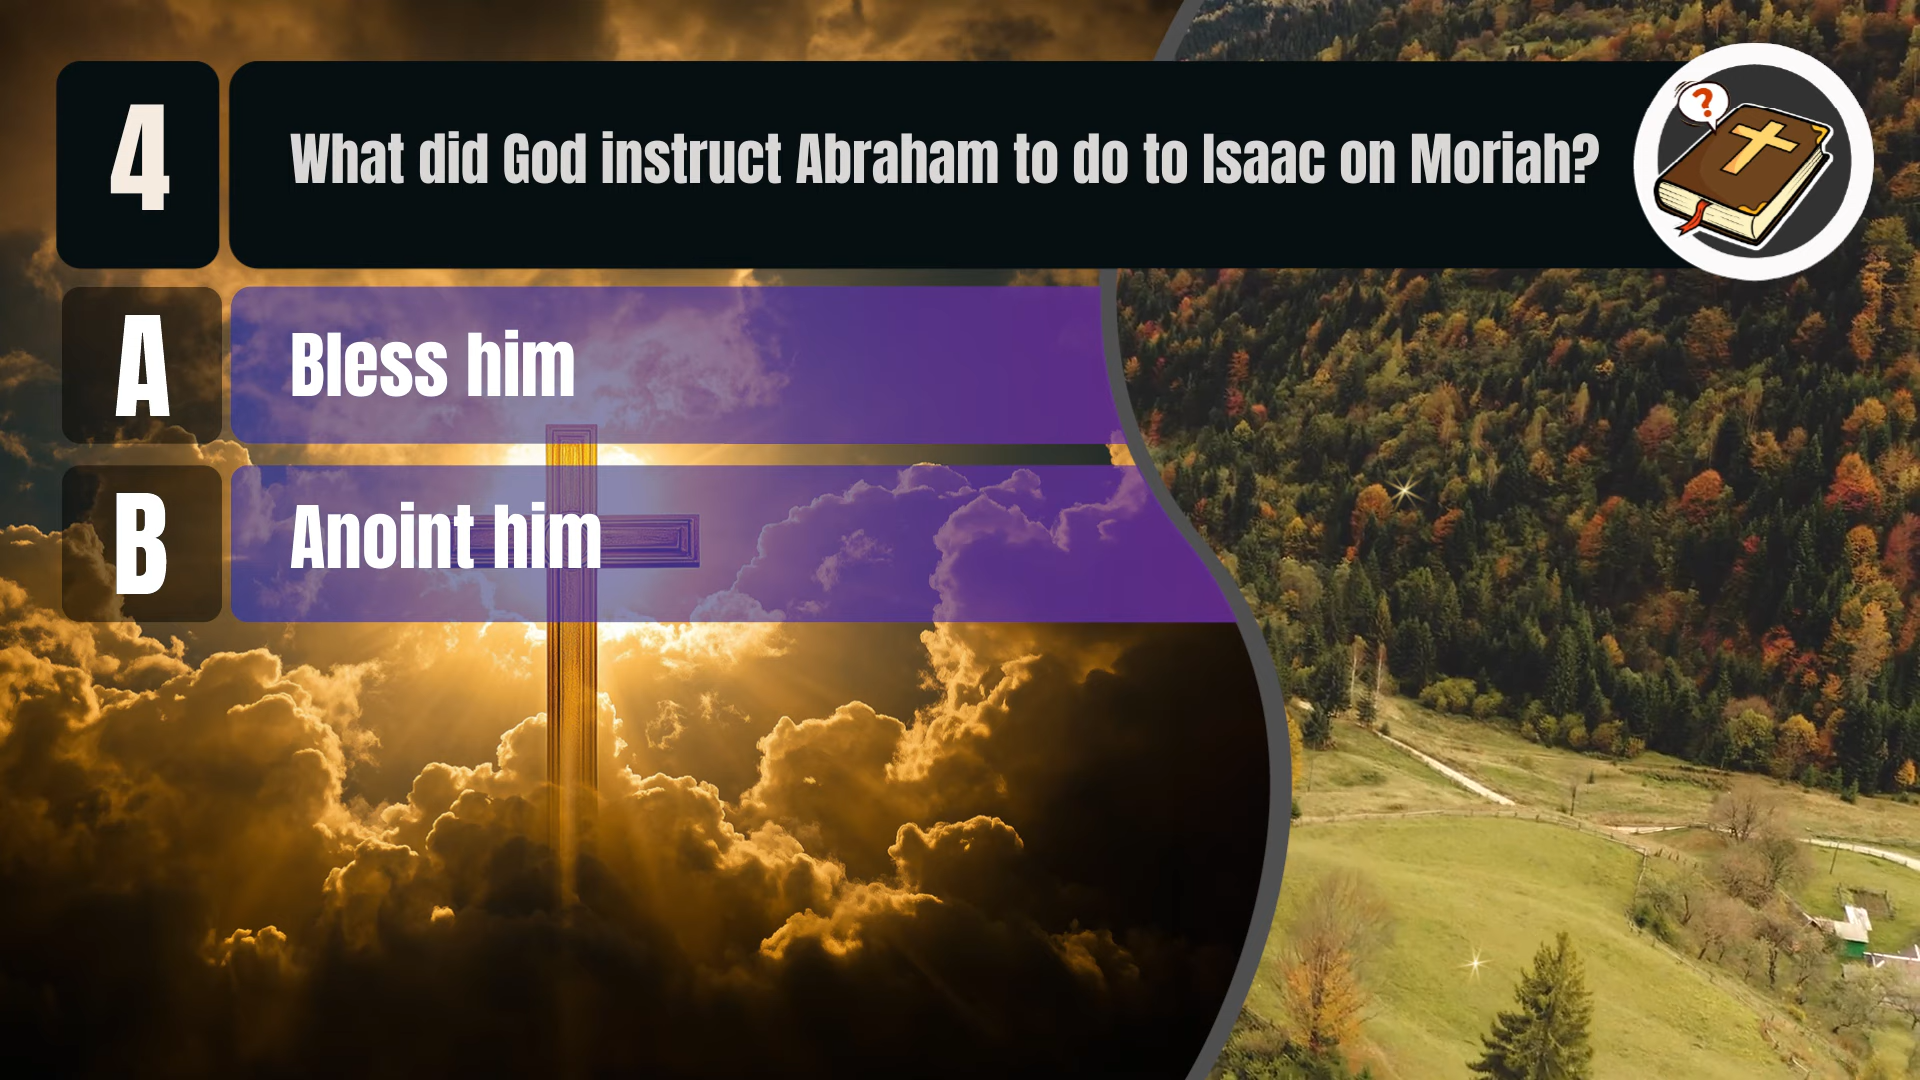 4
What did God instruct Abraham to do to Isaac on Moriah?
?
A
Bless him
B
Anoint him